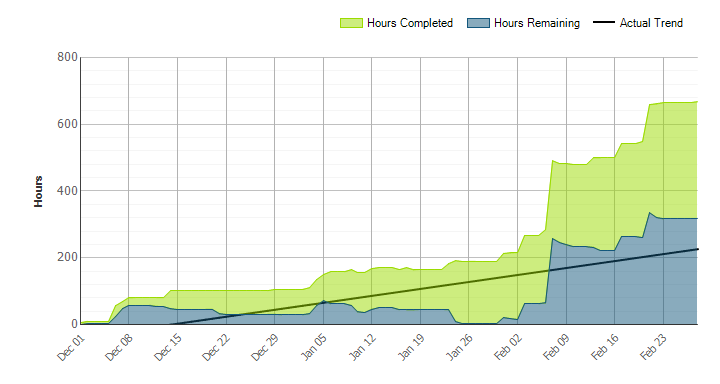 Hours Completed Hours Remaining Actual Trend
800
600
400
200
0
Hours
Dec 01 Dec 08 Dec 15 Dec 22 Dec 29 Jan 05 Jan 12 Jan 19 Jan 26 Feb 02 Feb 09 Feb 16 Feb 23